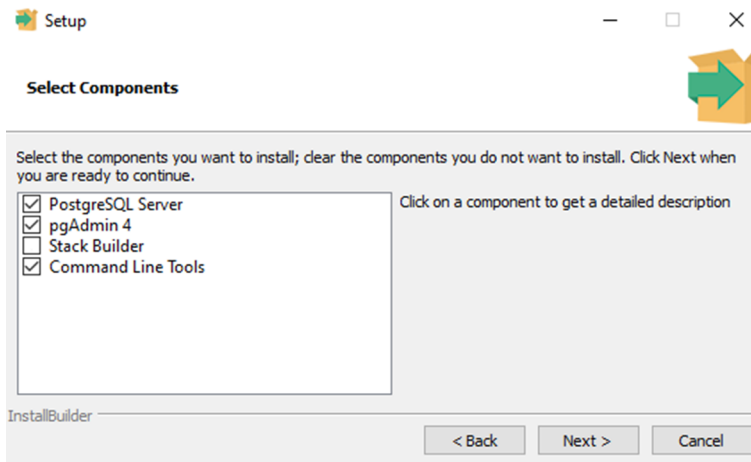 Setup
Select Components
Select the components you want to install; clear the components you do not want to install. Click Next when
you are ready to continue.
PostgreSQL Server
pgAdmin 4
Stack Builder
Command Line Tools
Click on a component to get a detailed description
InstallBuilder
< Back
Next >
Cancel